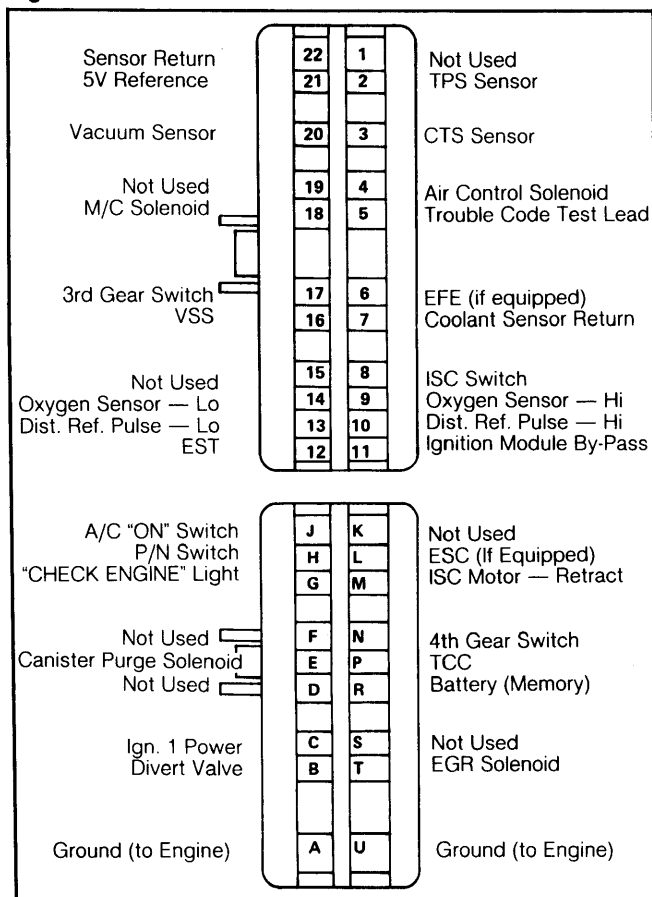 Sensor Return 22 1 Not Used
5V Reference 21 2 TPS Sensor
Vacuum Sensor 20 3 CTS Sensor
Not Used 19 4 Air Control Solenoid
M/C Solenoid 18 5 Trouble Code Test Lead
3rd Gear Switch 17 6 EFE (if equipped)
VSS 16 7 Coolant Sensor Return
Not Used 15 8 ISC Switch
Oxygen Sensor — Lo 14 9 Oxygen Sensor — Hi
Dist. Ref. Pulse — Lo 13 10 Dist. Ref. Pulse — Hi
EST 12 11 Ignition Module By-Pass
A/C "ON" Switch J K Not Used
P/N Switch H L ESC (If Equipped)
"CHECK ENGINE" Light G M ISC Motor — Retract
Not Used F N 4th Gear Switch
Canister Purge Solenoid E P TCC
Not Used D R Battery (Memory)
Ign. 1 Power C S Not Used
Divert Valve B T EGR Solenoid
Ground (to Engine) A U Ground (to Engine)